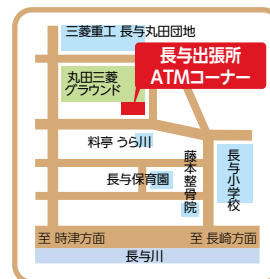 三菱重工 長与丸田団地
長与出張所
ATMコーナー
丸田三菱
グラウンド
料亭 うら川
長与保育園
藤本整骨院
長与小学校
至 時津方面
至 長崎方面
長与川